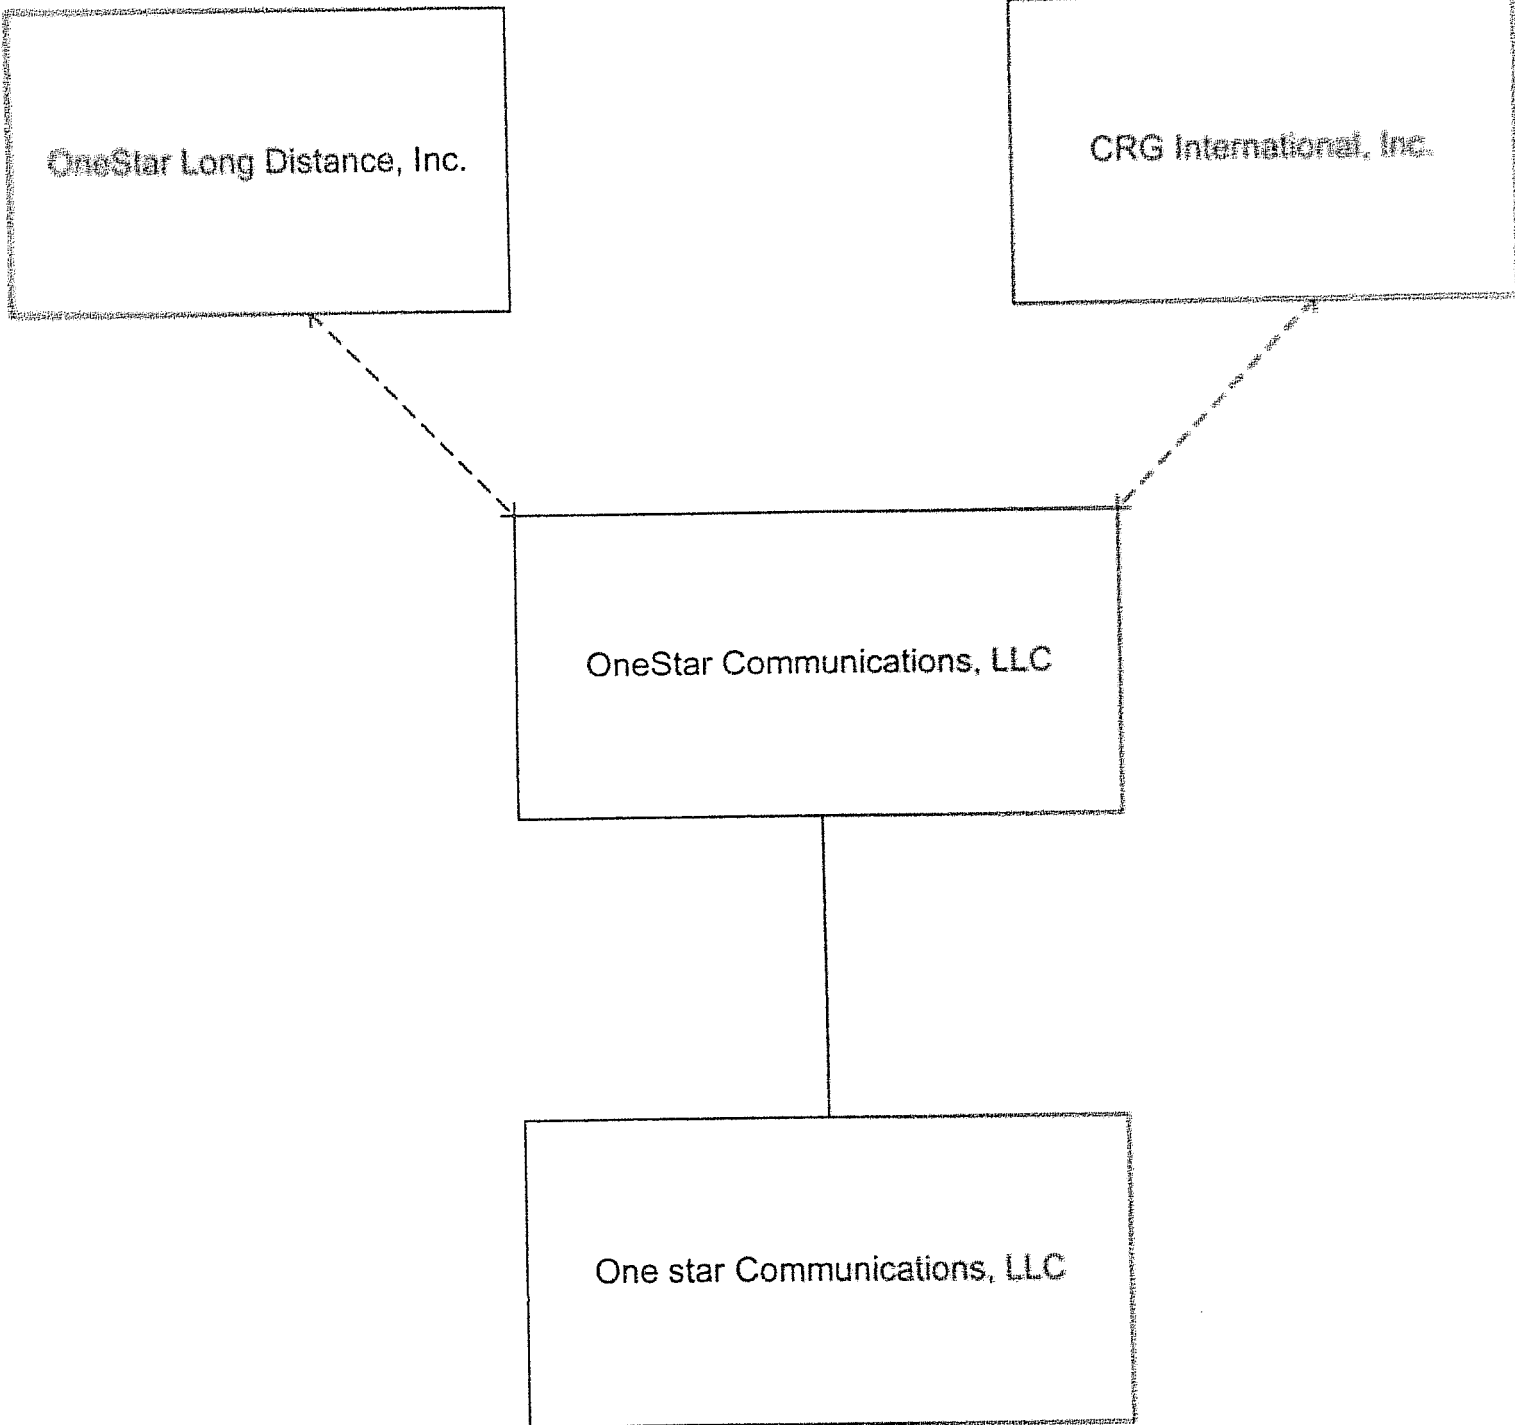 OneStar Long Distance, Inc.
CRG International, Inc.
OneStar Communications, LLC
One star Communications, LLC